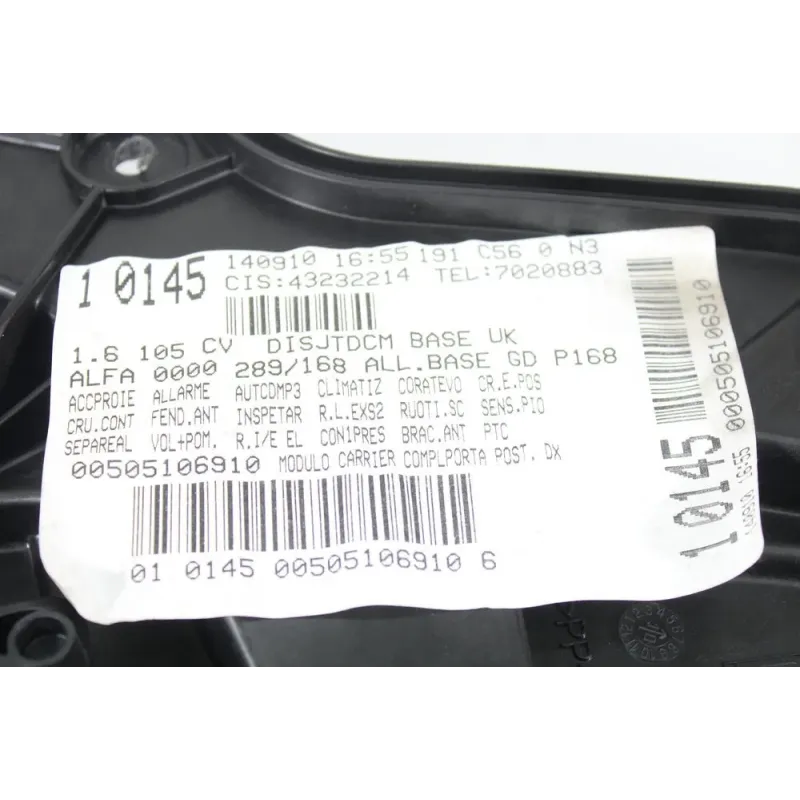 1 0145
140910 16:55 191 C56 0 N3
CIS:43232214 TEL:7020883
1.6 105 CV DISJTDCM BASE UK
ALFA 0000 289/168 ALL.BASE GD P168
ACCPROIE ALLARME AUTCDMP3 CLIMATIZ CORATEVO CR.E.POS
CRU.CONT FEND.ANT INSPETAR R.L.EXS2 RUOTI.SC SENS.PIO
SEPAREAL VOL+POM. R.I/E EL CON1PRES BRAC.ANT PTC
00505106910 MODULO CARRIER COMPLPORTA POST. DX
01 0145 00505106910 6
1 0145
140910 16:55
00505106910